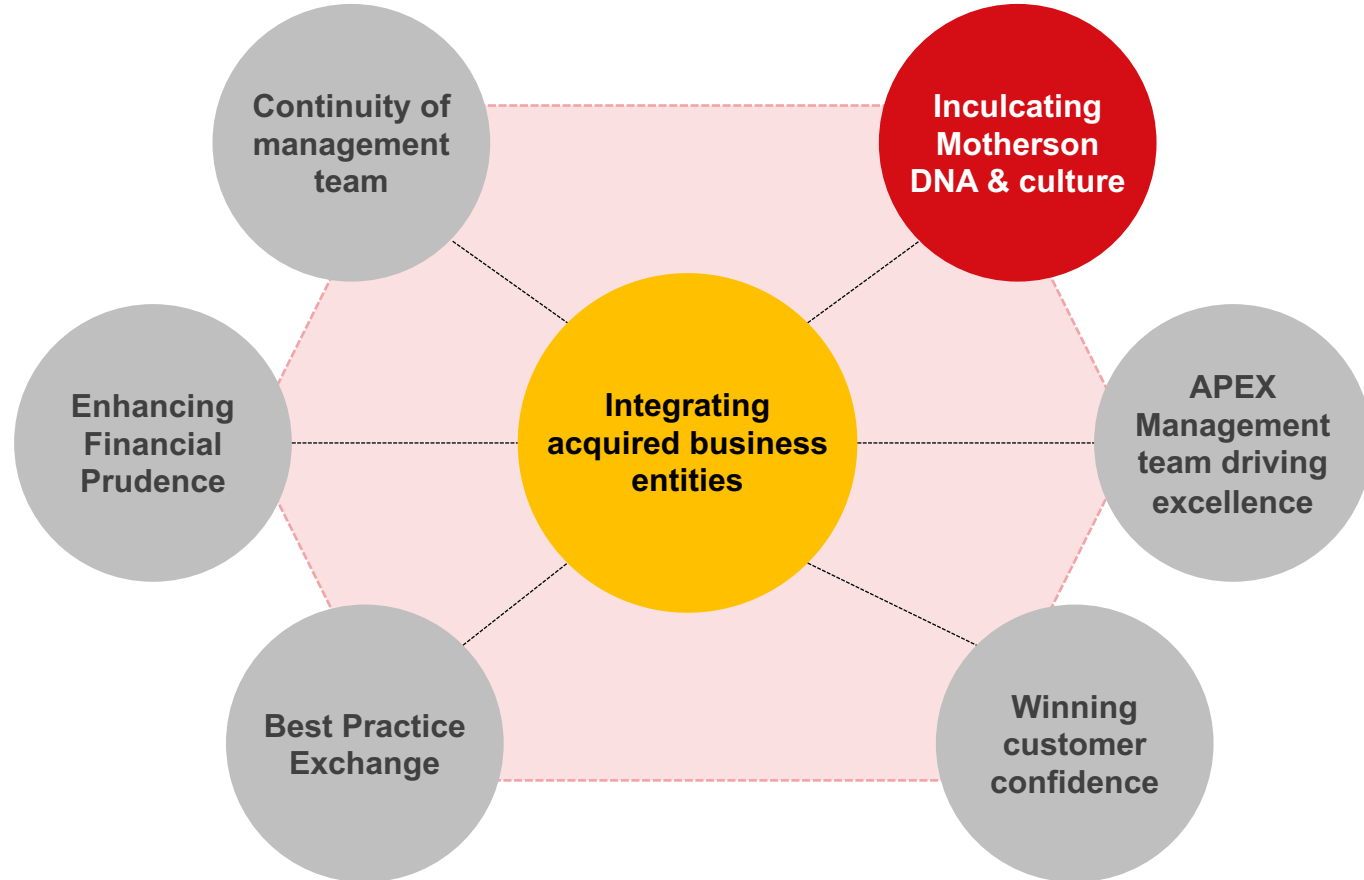 Continuity of
management
team
Inculcating
Motherson
DNA & culture
Enhancing
Financial
Prudence
Integrating
acquired business
entities
APEX
Management
team driving
excellence
Best Practice
Exchange
Winning
customer
confidence